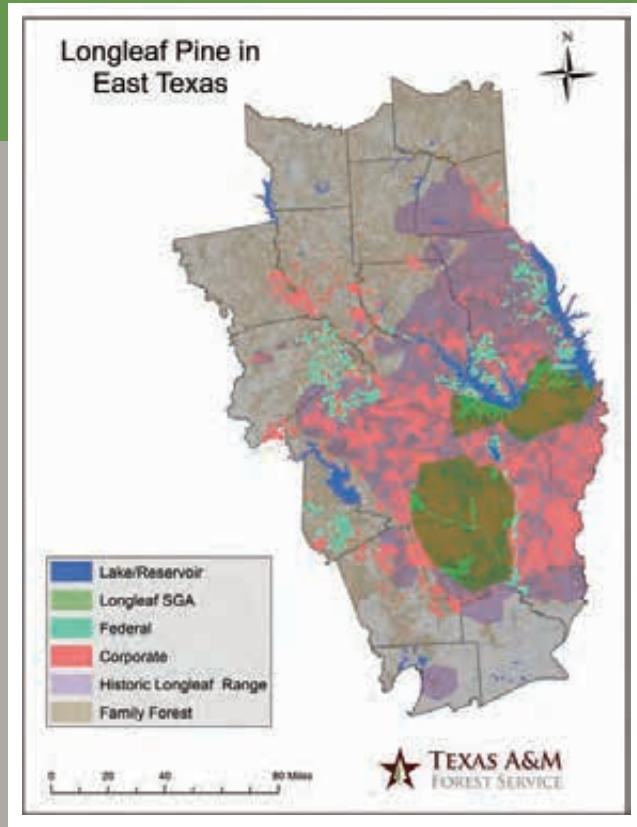 Longleaf Pine in
East Texas
N
Lake/Reservoir
Longleaf SGA
Federal
Corporate
Historic Longleaf Range
Family Forest
0 20 40 60 80 Miles
TEXAS A&M
FOREST SERVICE